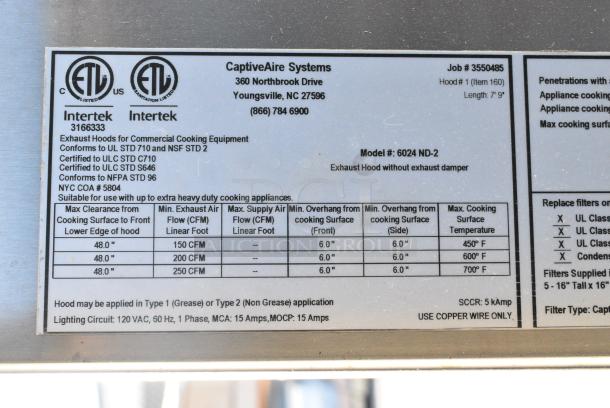 CaptiveAire Systems
360 Northbrook Drive
Youngsville, NC 27596
(866) 784 6900
Job # 3550485
Hood# 1 (Item 160)
Length: 7' 9"
C ETL US
ETL
Intertek
3166333
Intertek
Exhaust Hoods for Commercial Cooking Equipment
Conforms to UL STD 710 and NSF STD 2
Certified to ULC STD C710
Certified to ULC STD S646
Conforms to NFPA STD 96
NYC COA # 5804
Suitable for use with up to extra heavy duty cooking appliances.
Model #: 6024 ND-2
Exhaust Hood without exhaust damper
Max Clearance from Cooking Surface to Front Lower Edge of hood
Min. Exhaust Air Flow (CFM) Linear Foot
Max. Supply Air Flow (CFM) Linear Foot
Min. Overhang from cooking Surface (Front)
Min. Overhang from cooking Surface (Side)
Max. Cooking Surface Temperature
48.0 " 150 CFM -- 6.0 " 6.0 " 450° F
48.0 " 200 CFM -- 6.0 " 6.0 " 600° F
48.0 " 250 CFM -- 6.0 " 6.0 " 700° F
Hood may be applied in Type 1 (Grease) or Type 2 (Non Grease) application
SCCR: 5 kAmp
Lighting Circuit: 120 VAC, 60 Hz, 1 Phase, MCA: 15 Amps,MOCP: 15 Amps
USE COPPER WIRE ONLY
Penetrations with
Appliance cooking
Appliance cooking
Max cooking surfa
Replace filters on
X UL Class
X UL Class
X UL Class
X Condens
Filters Supplied
5 - 16" Tall x 16"
Filter Type: Capt